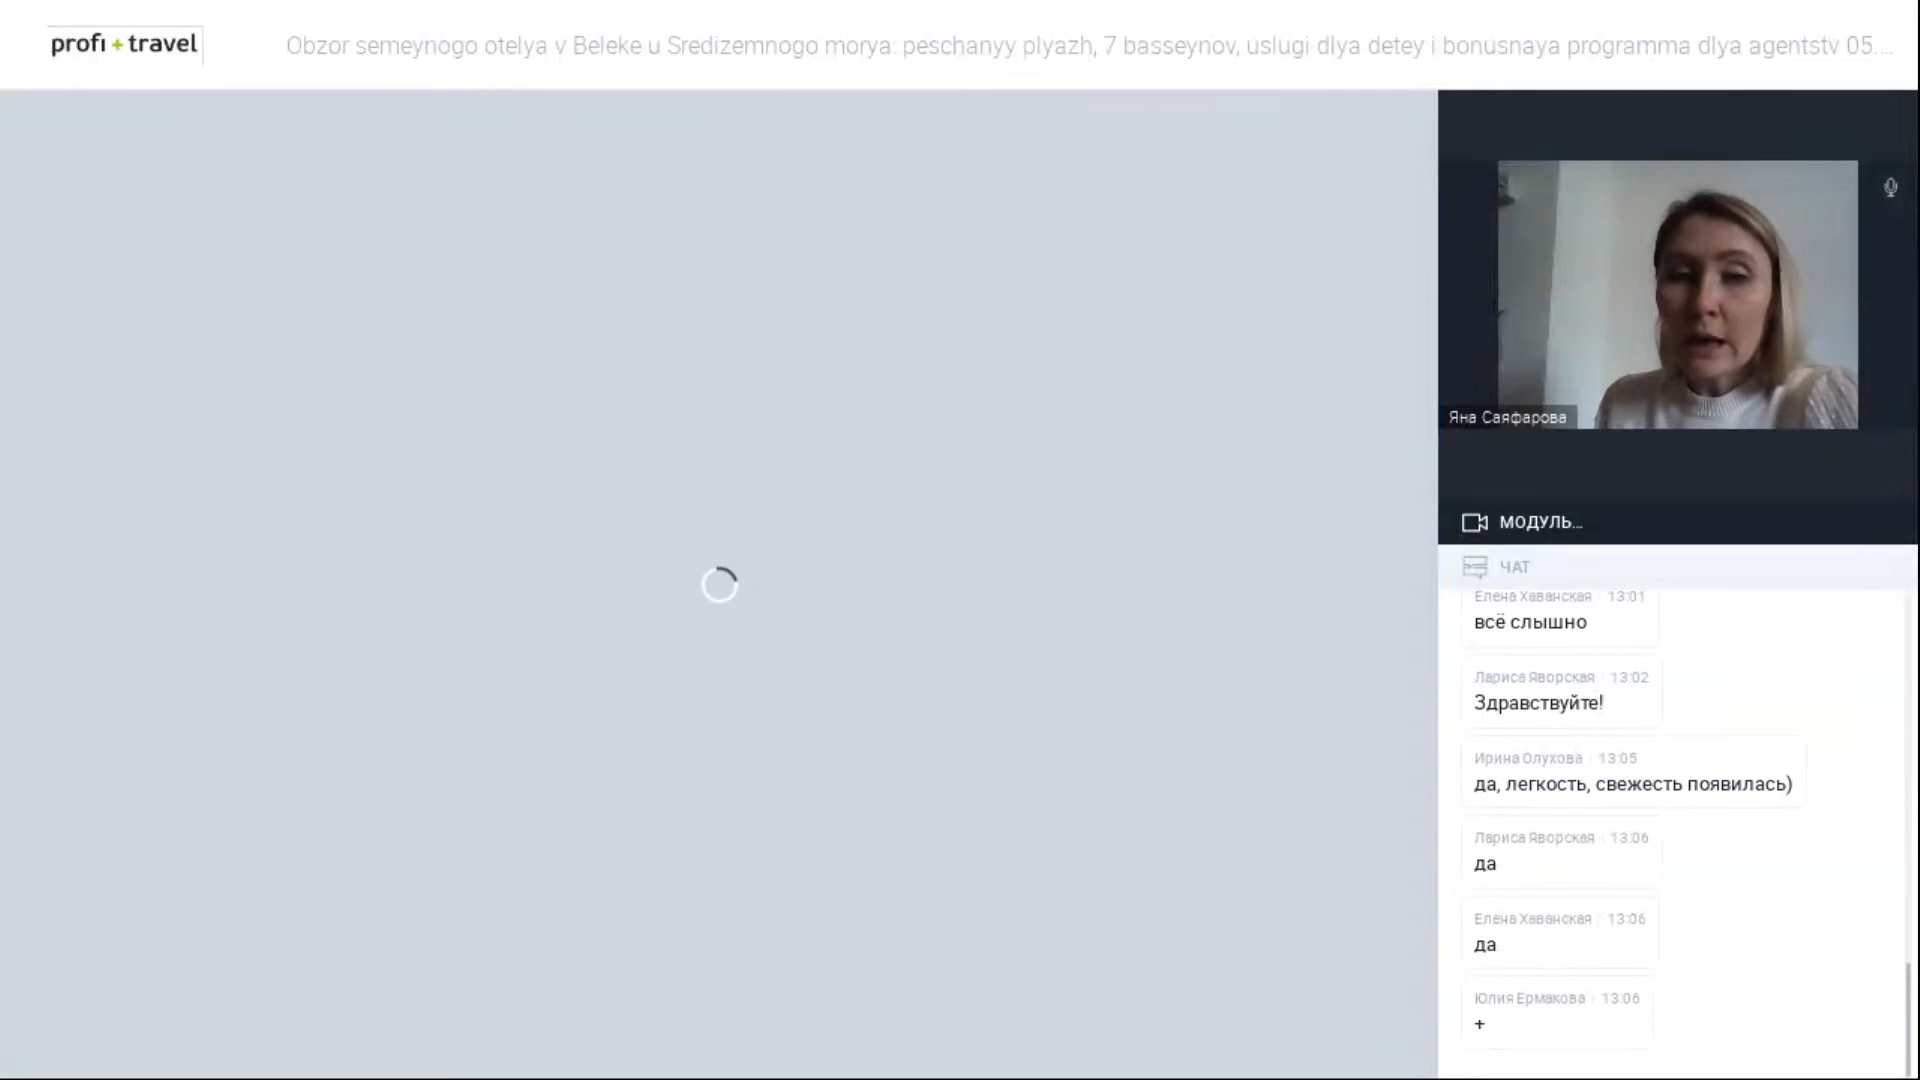 profi + travel
Obzor semeynogo otelya v Beleke u Sredizemnogo morya: peschanyy plyazh, 7 basseynov, uslugi dlya detey i bonusnaya programma dlya agentstv 05....
Яна Саяфарова
МОДУЛЬ...
ЧАТ
Елена Хаванская 13:01
всё слышно
Лариса Яворская 13:02
Здравствуйте!
Ирина Олухова 13:05
да, легкость, свежесть появилась)
Лариса Яворская 13:06
да
Елена Хаванская 13:06
да
Юлия Ермакова 13:06
+